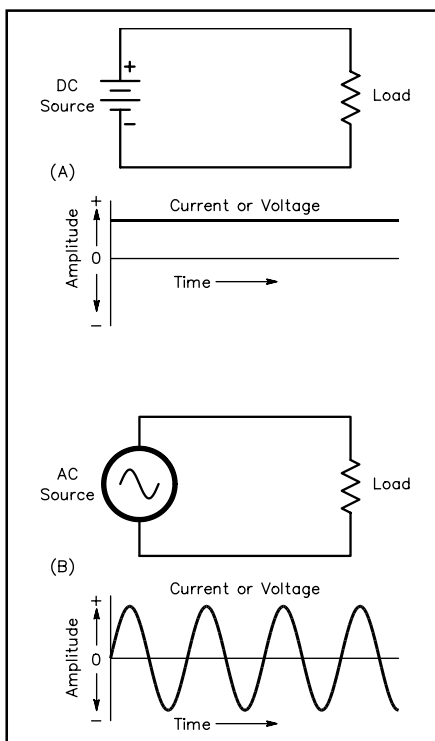 +
DC
Source
−
Load
(A)
Current or Voltage
+
Amplitude
0
Time
−
AC
Source
Load
(B)
Current or Voltage
+
Amplitude
0
Time
−